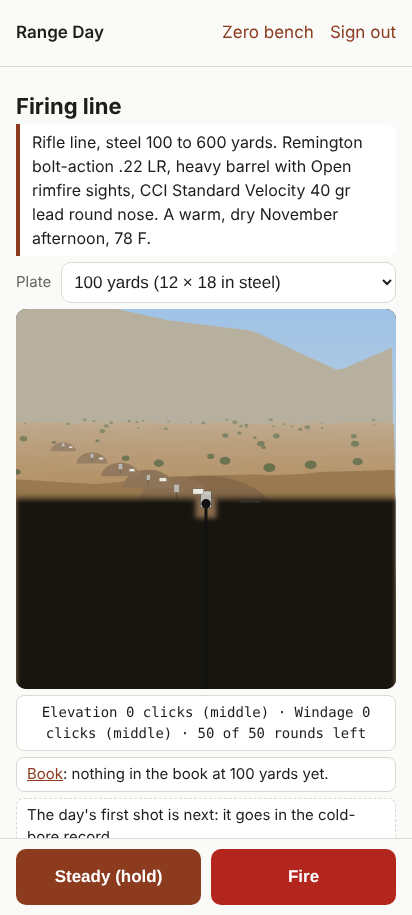 Range Day
Zero bench
Sign out
Firing line
Rifle line, steel 100 to 600 yards. Remington
bolt-action .22 LR, heavy barrel with Open
rimfire sights, CCI Standard Velocity 40 gr
lead round nose. A warm, dry November
afternoon, 78 F.
Plate
100 yards (12 × 18 in steel)
Elevation 0 clicks (middle) · Windage 0
clicks (middle) · 50 of 50 rounds left
Book: nothing in the book at 100 yards yet.
The day's first shot is next: it goes in the cold-
bore record.
Steady (hold)
Fire